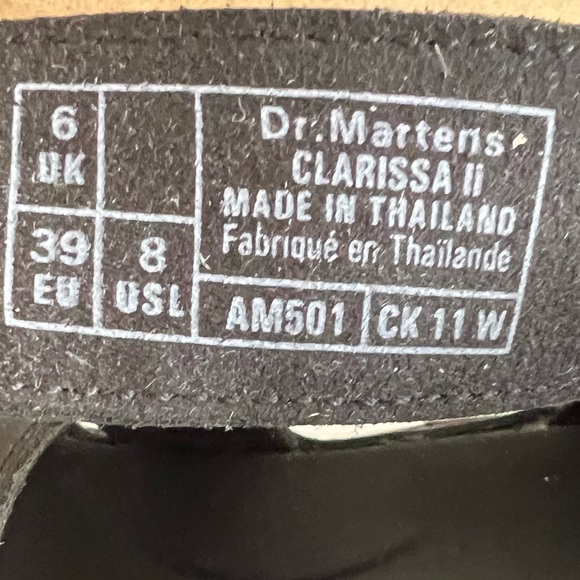 6
UK
39
EU
8
USL
Dr.Martens
CLARISSA II
MADE IN THAILAND
Fabriqué en Thaïlande
AM501
CK 11 W